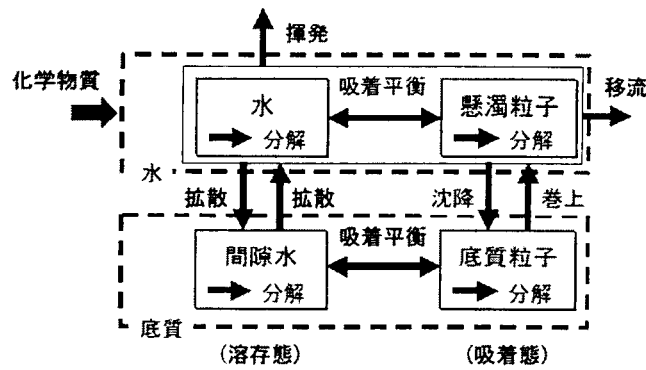 揮発
化学物質
水
吸着平衡
懸濁粒子
移流
分解
分解
水
拡散
拡散
沈降
巻上
間隙水
吸着平衡
底質粒子
分解
分解
底質
(溶存態)
(吸着態)